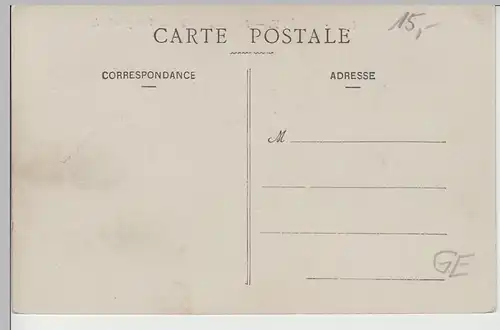 15,-
CARTE POSTALE
CORRESPONDANCE
ADRESSE
M
GE